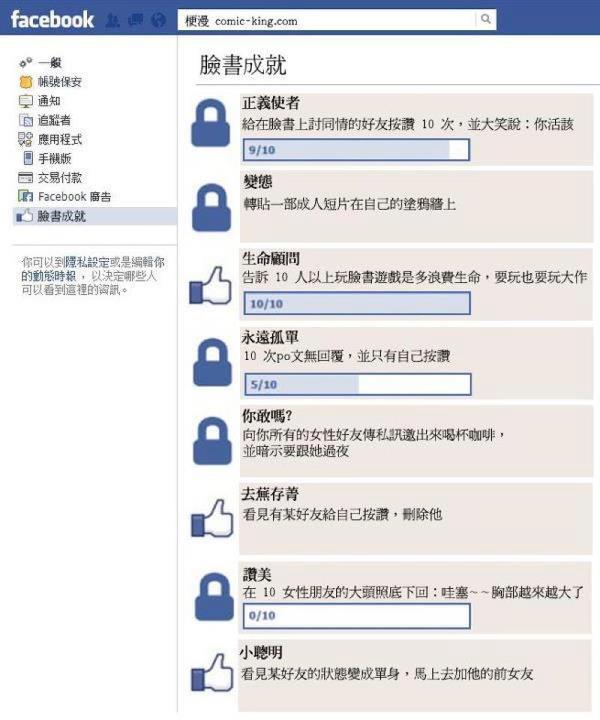 facebook
梗漫 comic-king.com
一般
帳號保安
通知
追蹤者
應用程式
手機版
交易付款
Facebook 廣告
臉書成就
你可以到隱私設定或是編輯你
的動態時報，以決定哪些人
可以看到這裡的資訊。
臉書成就
正義使者
給在臉書上討同情的好友按讚 10 次，並大笑說：你活該
9/10
變態
轉貼一部成人短片在自己的塗鴉牆上
生命顧問
告訴 10 人以上玩臉書遊戲是多浪費生命，要玩也要玩大作
10/10
永遠孤單
10 次po文無回覆，並只有自己按讚
5/10
你敢嗎?
向你所有的女性好友傳私訊邀出來喝杯咖啡，
並暗示要跟她過夜
去蕪存菁
看見有某好友給自己按讚，刪除他
讚美
在 10 女性朋友的大頭照底下回：哇塞~~胸部越來越大了
0/10
小聰明
看見某好友的狀態變成單身，馬上去加他的前女友